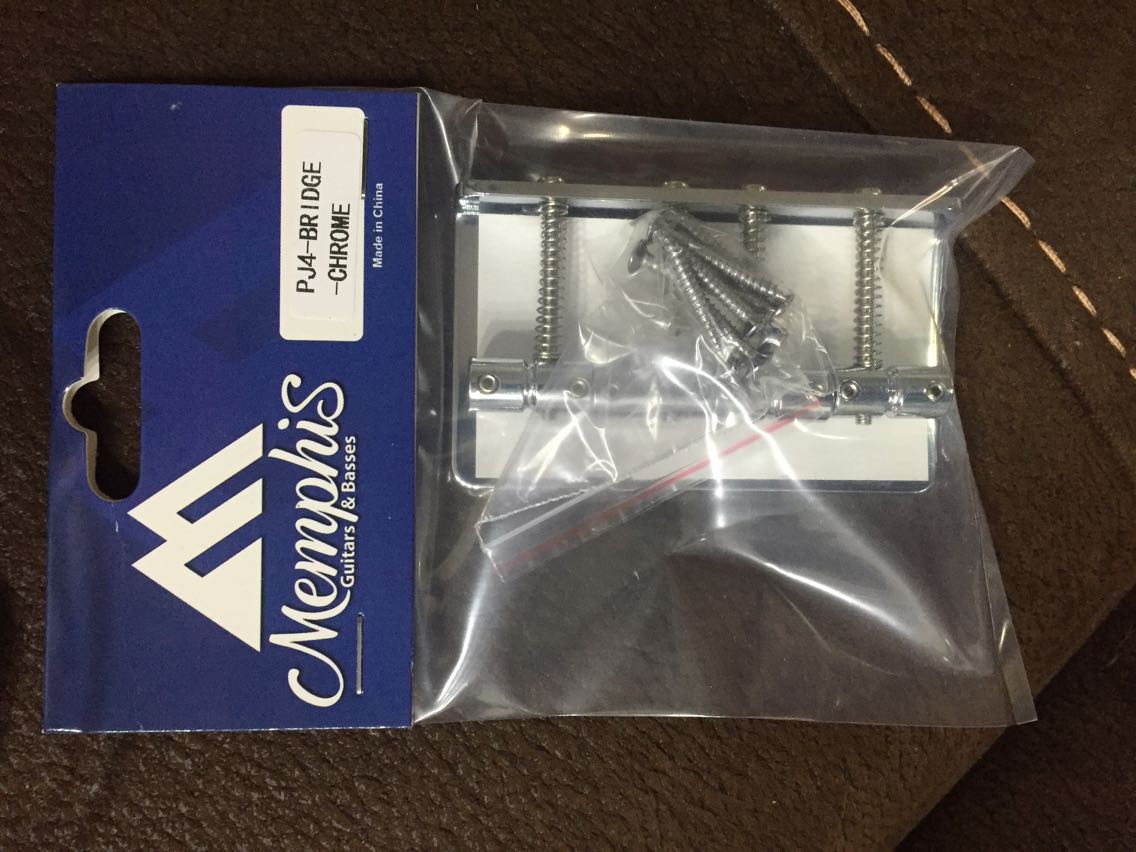 PJ4-BRIDGE
-CHROME
Made in China
Memphis
Guitars & Basses